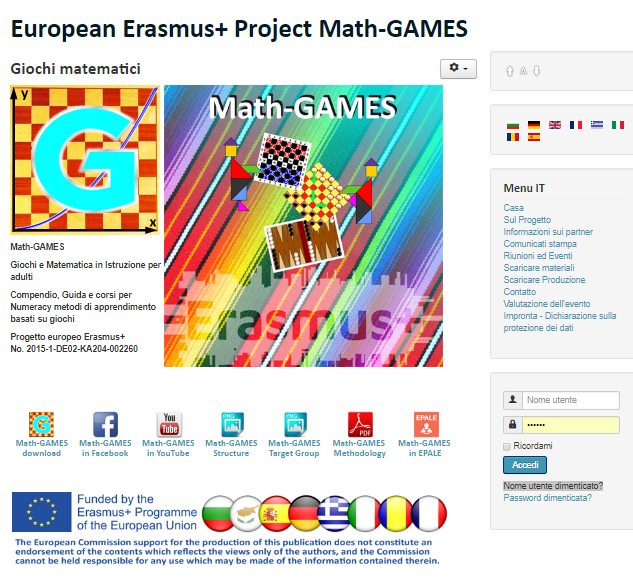 European Erasmus+ Project Math-GAMES
Giochi matematici
y
G
x
Math-GAMES
Erasmus+
Math-GAMES
Giochi e Matematica in Istruzione per
adulti
Compendio, Guida e corsi per
Numeracy metodi di apprendimento
basati su giochi
Progetto europeo Erasmus+
No. 2015-1-DE02-KA204-002260
A
Menu IT
Casa
Sul Progetto
Informazioni sui partner
Comunicati stampa
Riunioni ed Eventi
Scaricare materiali
Scaricare Produzione
Contatto
Valutazione dell'evento
Impronta - Dichiarazione sulla
protezione dei dati
Nome utente
••••••
Ricordami
Accedi
Nome utente dimenticato?
Password dimenticata?
You
Tube
PNG
PNG
PDF
EPALE
Math-GAMES
download
Math-GAMES
in Facebook
Math-GAMES
in YouTube
Math-GAMES
Structure
Math-GAMES
Target Group
Math-GAMES
Methodology
Math-GAMES
in EPALE
Funded by the
Erasmus+ Programme
of the European Union
The European Commission support for the production of this publication does not constitute an
endorsement of the contents which reflects the views only of the authors, and the Commission
cannot be held responsible for any use which may be made of the information contained therein.